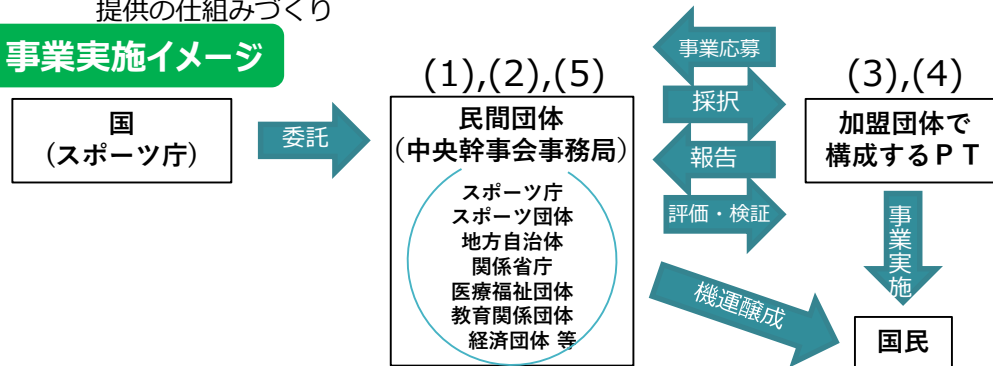 提供の仕組みづくり
事業実施イメージ
国
（スポーツ庁）
委託
(1),(2),(5)
民間団体
（中央幹事会事務局）
スポーツ庁
スポーツ団体
地方自治体
関係省庁
医療福祉団体
教育関係団体
経済団体 等
事業応募
採択
報告
評価・検証
(3),(4)
加盟団体で
構成するＰＴ
事業実施
機運醸成
国民